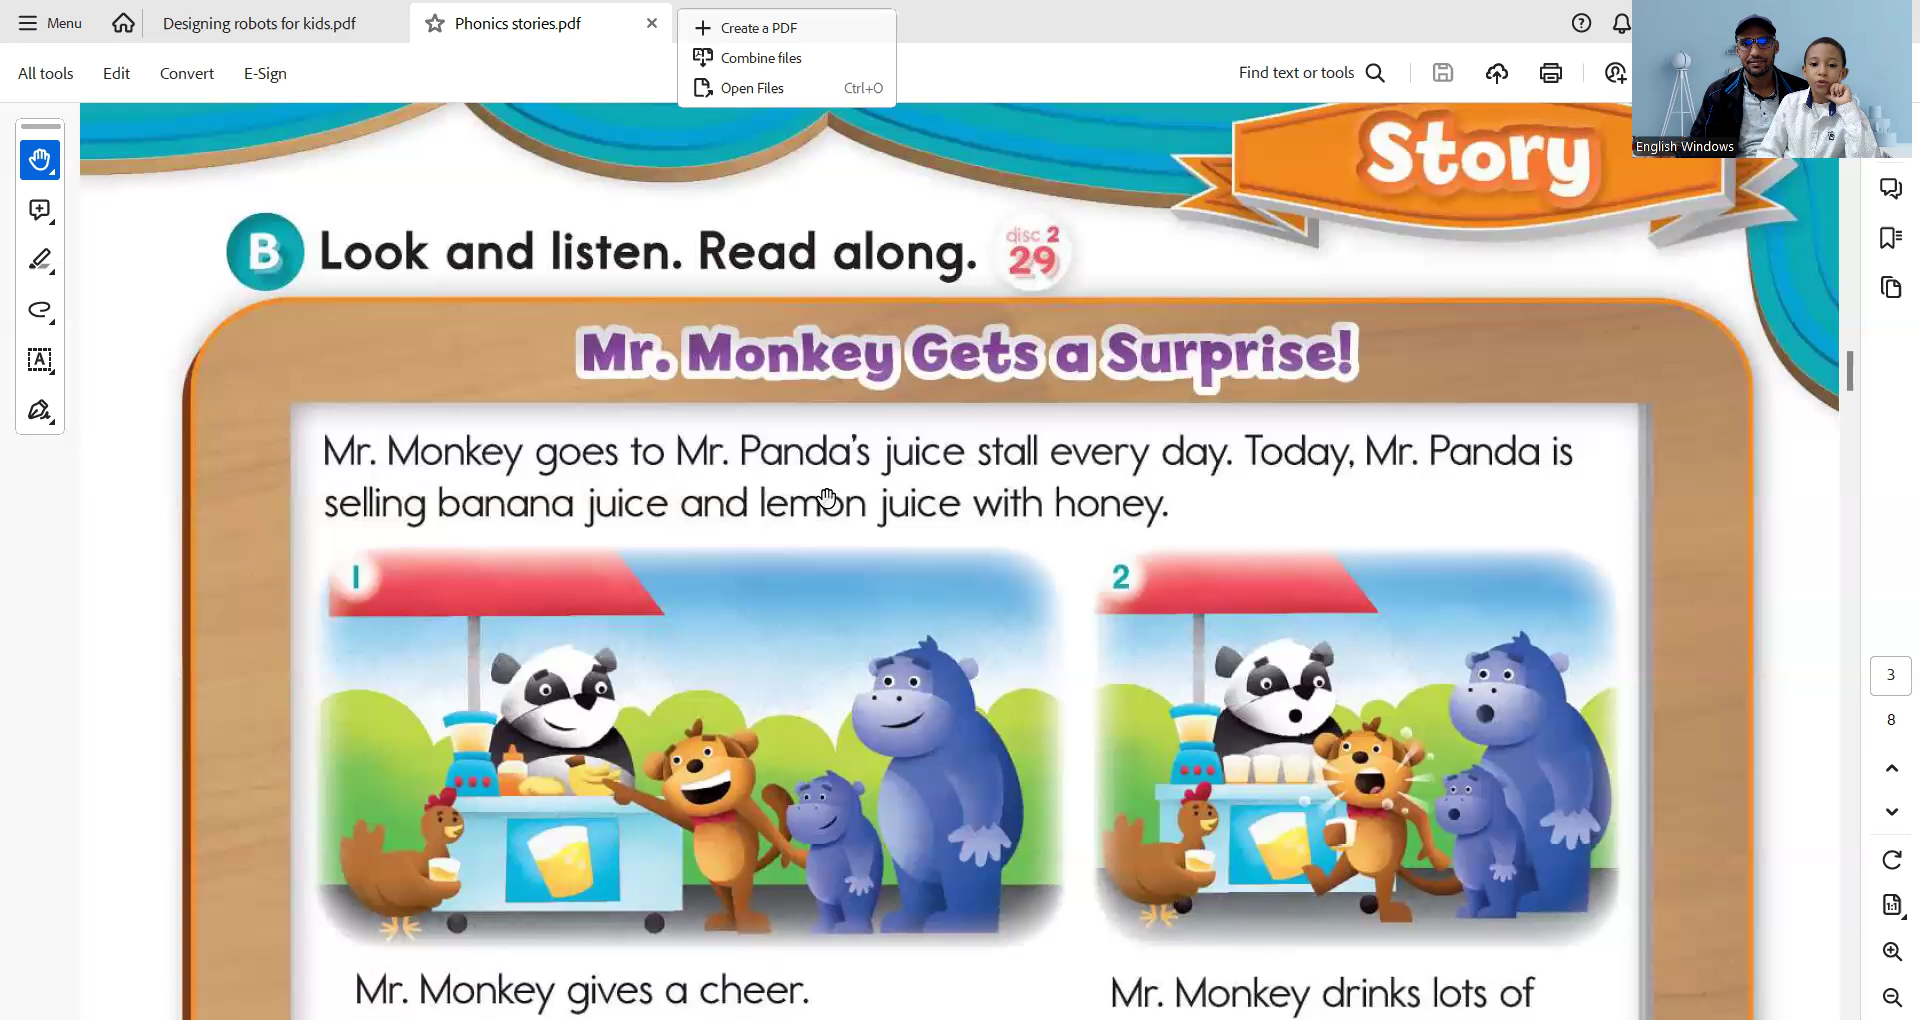 Menu
Designing robots for kids.pdf
Phonics stories.pdf
Create a PDF
Combine files
Open Files Ctrl+O
All tools Edit Convert E-Sign
Find text or tools
English Windows
Story
B Look and listen. Read along. disc 2 29
Mr. Monkey Gets a Surprise!
Mr. Monkey goes to Mr. Panda's juice stall every day. Today, Mr. Panda is
selling banana juice and lemon juice with honey.
1
2
Mr. Monkey gives a cheer.
Mr. Monkey drinks lots of
3
8
1:1